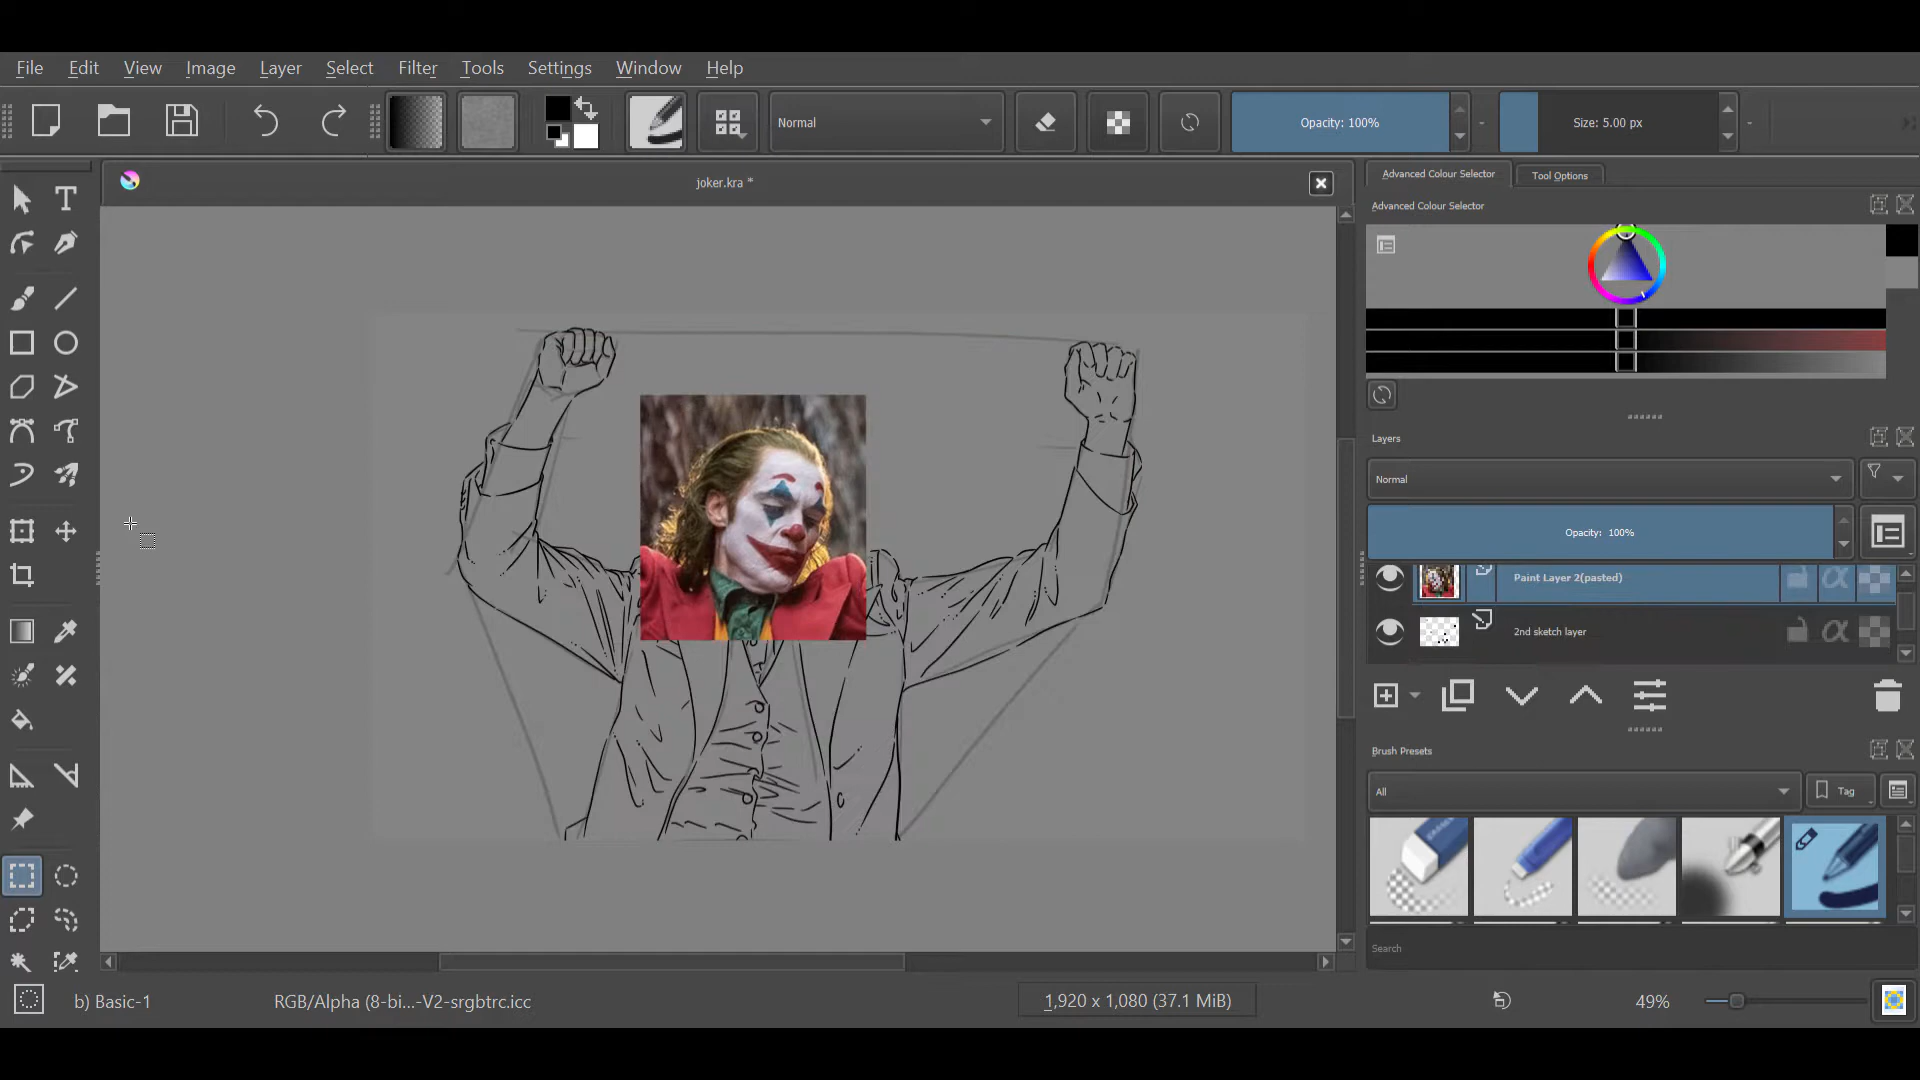 File Edit View Image Layer Select Filter Tools Settings Window Help
Normal
Opacity: 100%
Size: 5.00 px
joker.kra *
Advanced Colour Selector
Tool Options
Advanced Colour Selector
Layers
Normal
Opacity: 100%
Paint Layer 2(pasted)
2nd sketch layer
Brush Presets
All
Tag
Search
b) Basic-1
RGB/Alpha (8-bi...-V2-srgbtrc.icc
1,920 x 1,080 (37.1 MiB)
49%